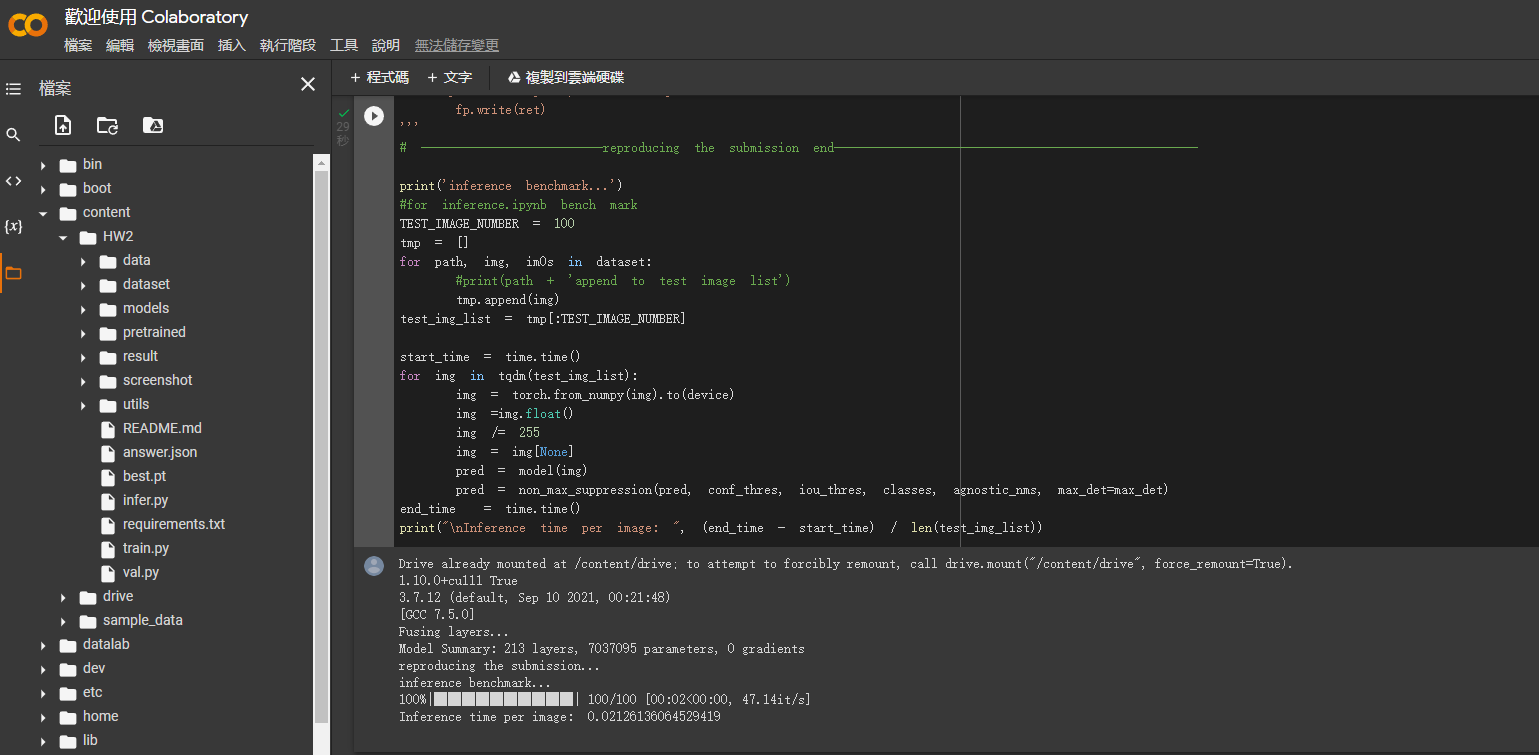 歡迎使用 Colaboratory
檔案 編輯 檢視畫面 插入 執行階段 工具 說明 無法儲存變更
檔案
bin
boot
content
HW2
data
dataset
models
pretrained
result
screenshot
utils
README.md
answer.json
best.pt
infer.py
requirements.txt
train.py
val.py
drive
sample_data
datalab
dev
etc
home
lib
+ 程式碼 + 文字 複製到雲端硬碟
29
秒
fp.write(ret)
'''
# ——————————reproducing the submission end————————————————————
print('inference benchmark...')
#for inference.ipynb bench mark
TEST_IMAGE_NUMBER = 100
tmp = []
for path, img, im0s in dataset:
#print(path + 'append to test image list')
tmp.append(img)
test_img_list = tmp[:TEST_IMAGE_NUMBER]
start_time = time.time()
for img in tqdm(test_img_list):
img = torch.from_numpy(img).to(device)
img =img.float()
img /= 255
img = img[None]
pred = model(img)
pred = non_max_suppression(pred, conf_thres, iou_thres, classes, agnostic_nms, max_det=max_det)
end_time = time.time()
print("\nInference time per image: ", (end_time - start_time) / len(test_img_list))
Drive already mounted at /content/drive; to attempt to forcibly remount, call drive.mount("/content/drive", force_remount=True).
1.10.0+cu111 True
3.7.12 (default, Sep 10 2021, 00:21:48)
[GCC 7.5.0]
Fusing layers...
Model Summary: 213 layers, 7037095 parameters, 0 gradients
reproducing the submission...
inference benchmark...
100%|██████████| 100/100 [00:02<00:00, 47.14it/s]
Inference time per image: 0.02126136064529419